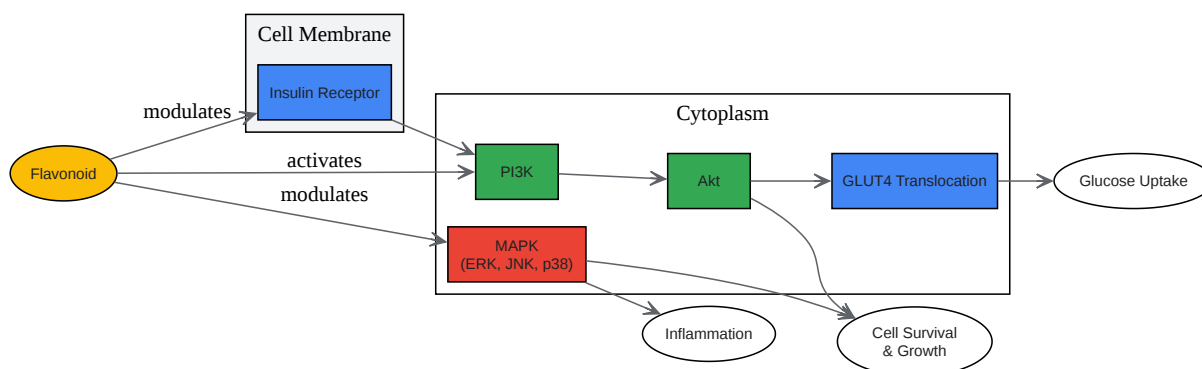 Cell Membrane
Insulin Receptor
modulates
Cytoplasm
activates
PI3K
Flavonoid
Akt
GLUT4 Translocation
Glucose Uptake
modulates
MAPK
(ERK, JNK, p38)
Inflammation
Cell Survival
& Growth